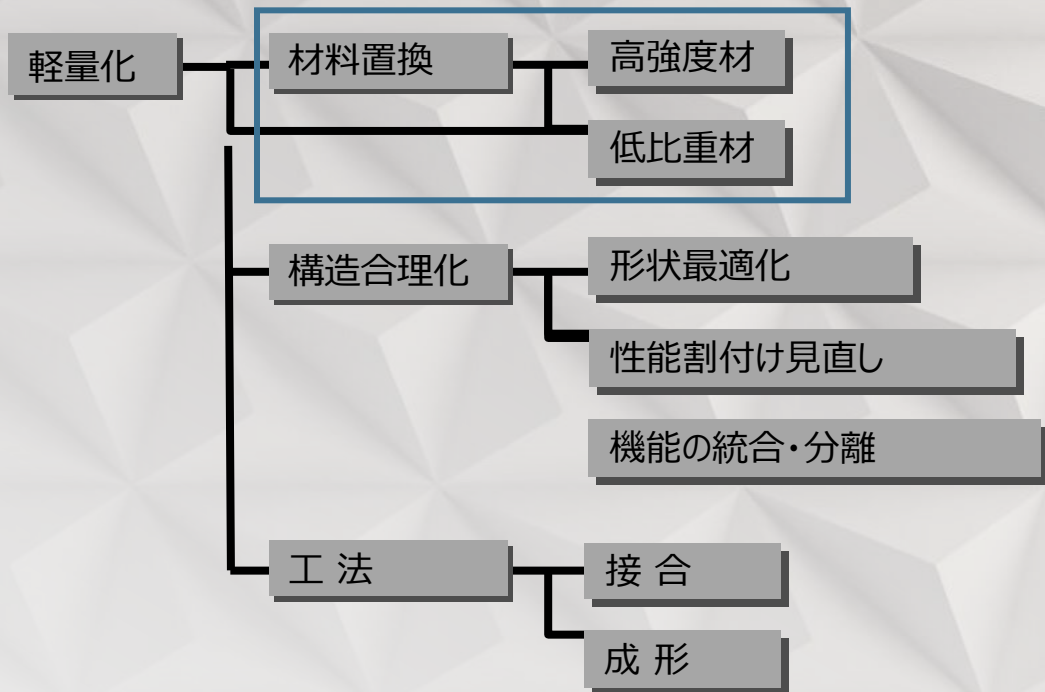 軽量化
材料置換
高強度材
低比重材
構造合理化
形状最適化
性能割付け見直し
機能の統合・分離
工 法
接 合
成 形